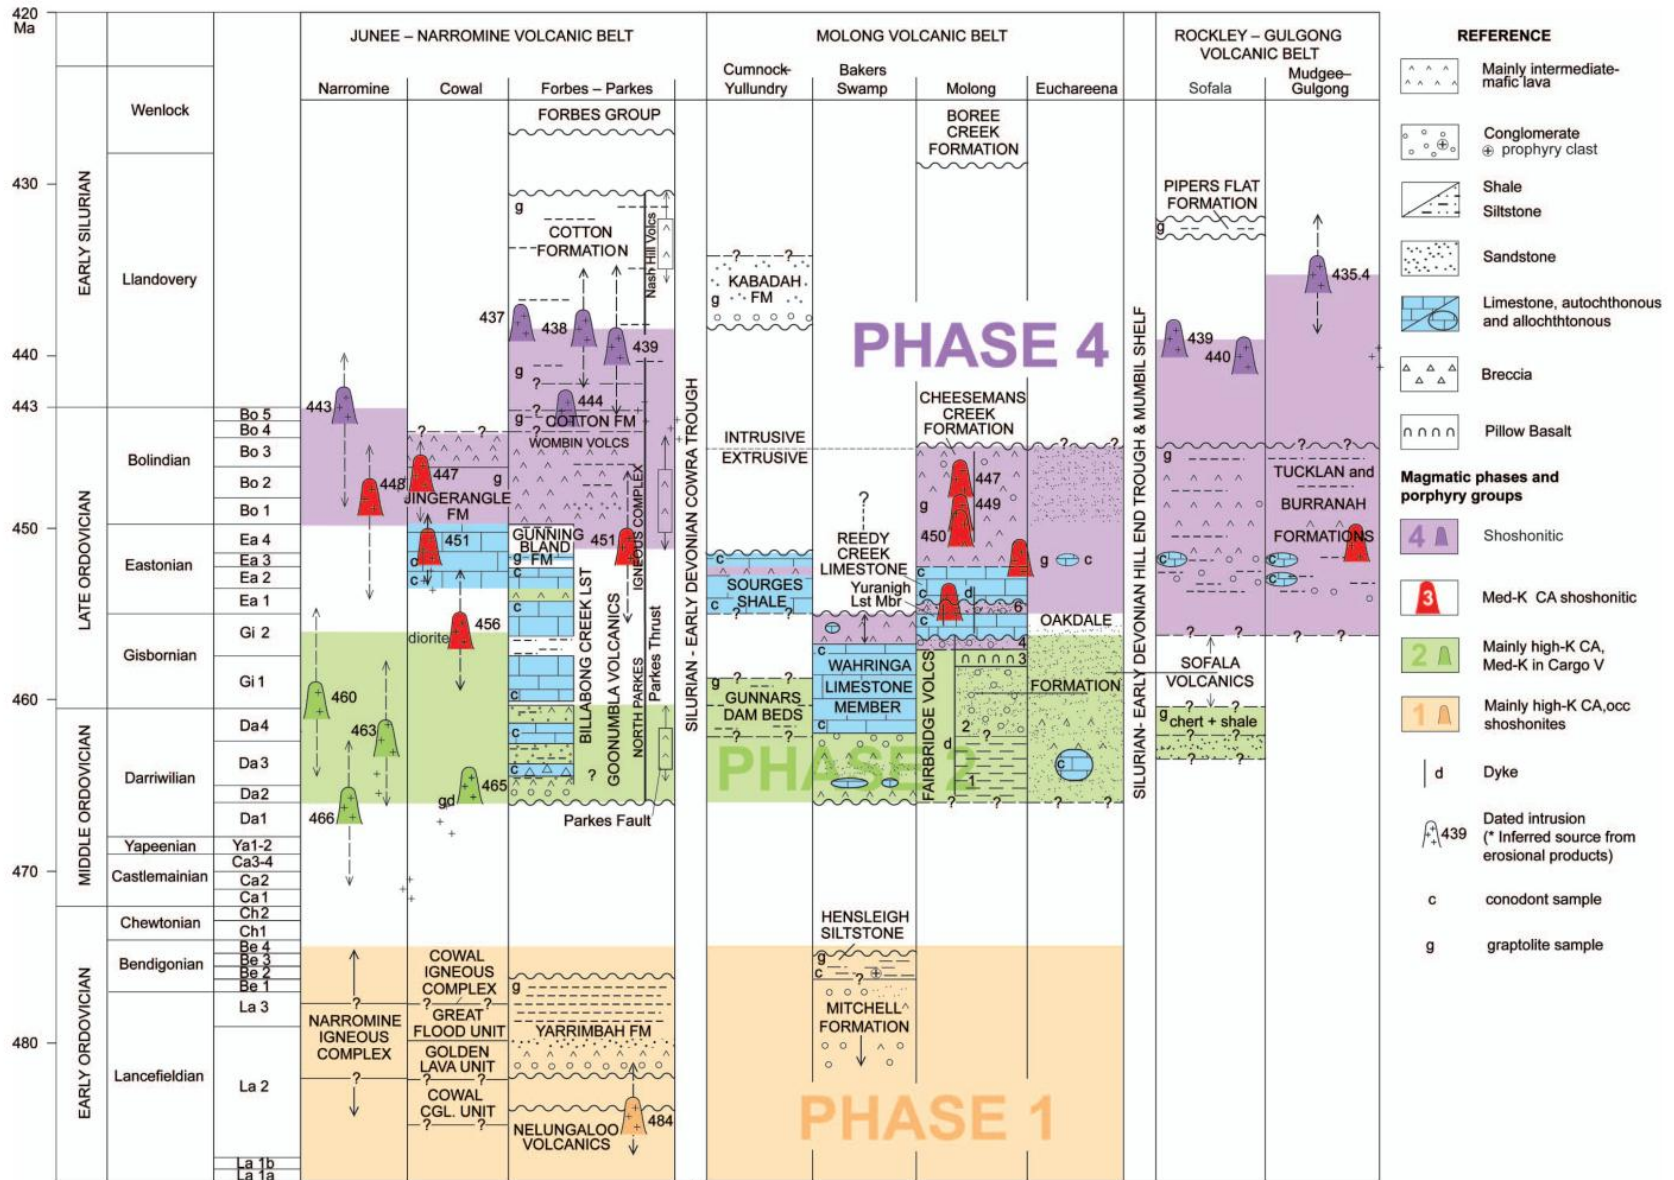 420
Ma
430
440
443
450
460
470
480
EARLY SILURIAN
LATE ORDOVICIAN
MIDDLE ORDOVICIAN
EARLY ORDOVICIAN
Wenlock
Llandovery
Bolindian
Eastonian
Gisbornian
Darriwilian
Yapeenian
Castlemainian
Chewtonian
Bendigonian
Lancefieldian
Bo 5
Bo 4
Bo 3
Bo 2
Bo 1
Ea 4
Ea 3
Ea 2
Ea 1
Gi 2
Gi 1
Da4
Da3
Da2
Da1
Ya1-2
Ca3-4
Ca2
Ca1
Ch2
Ch1
Be 4
Be 3
Be 2
Be 1
La 3
La 2
La 1b
La 1a
JUNEE – NARROMINE VOLCANIC BELT
Narromine
Cowal
Forbes – Parkes
443
448
460
463
466
NARROMINE
IGNEOUS
COMPLEX
447
g
JINGERANGLE
FM
451
c
c
diorite
456
465
gd
COWAL
IGNEOUS
COMPLEX
GREAT
FLOOD UNIT
GOLDEN
LAVA UNIT
COWAL
CGL. UNIT
FORBES GROUP
g
COTTON
FORMATION
Nash Hill Volcs
437
438
439
g
444
g
COTTON FM
WOMBIN VOLCS
GUNNING
BLAND
g FM
451
c
c
c
c
c
BILLABONG CREEK LST
GOONUMBLA VOLCANICS
NORTH PARKES IGNEOUS COMPLEX
Parkes Thrust
Parkes Fault
g
YARRIMBAH FM
NELUNGALOO
VOLCANICS
484
SILURIAN - EARLY DEVONIAN COWRA TROUGH
MOLONG VOLCANIC BELT
Cumnock-
Yullundry
Bakers
Swamp
Molong
Euchareena
KABADAH
g FM
INTRUSIVE
EXTRUSIVE
c
SOURGES
SHALE
c
g
GUNNARS
DAM BEDS
REEDY
CREEK
LIMESTONE
Yuranigh
Lst Mbr
c
WAHRINGA
LIMESTONE
MEMBER
c
HENSLEIGH
SILTSTONE
g
c
MITCHELL
FORMATION
BOREE
CREEK
FORMATION
PHASE 4
CHEESEMANS
CREEK
FORMATION
447
g
449
450
c
c
d
6
c
4
3
2
d
1
FAIRBRIDGE VOLCS
g
c
OAKDALE
FORMATION
c
PHASE 2
PHASE 1
SILURIAN- EARLY DEVONIAN HILL END TROUGH & MUMBIL SHELF
ROCKLEY – GULGONG
VOLCANIC BELT
Sofala
Mudgee–
Gulgong
PIPERS FLAT
FORMATION
g
439
440
g
c
SOFALA
VOLCANICS
g
chert + shale
435.4
TUCKLAN and
BURRANAH
FORMATIONS
c
c
REFERENCE
Mainly intermediate-
mafic lava
Conglomerate
⊕ prophyry clast
Shale
Siltstone
Sandstone
Limestone, autochthonous
and allochthtonous
Breccia
Pillow Basalt
Magmatic phases and
porphyry groups
4
Shoshonitic
3
Med-K CA shoshonitic
2
Mainly high-K CA,
Med-K in Cargo V
1
Mainly high-K CA,occ
shoshonites
d
Dyke
439
Dated intrusion
(* Inferred source from
erosional products)
c
conodont sample
g
graptolite sample